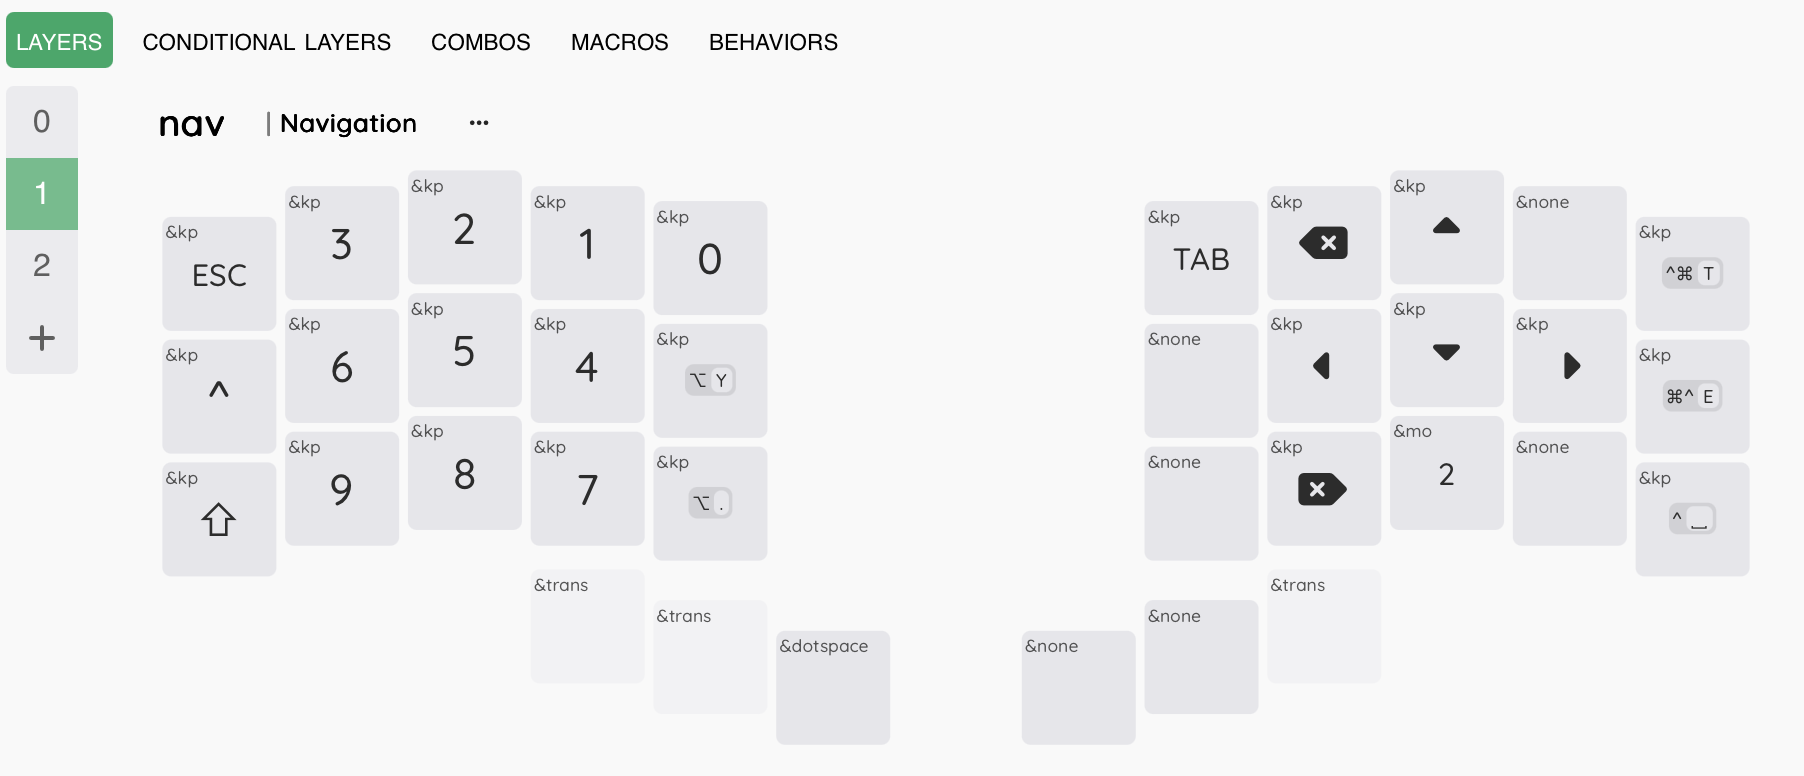 LAYERS CONDITIONAL LAYERS COMBOS MACROS BEHAVIORS
0
1
2
+
nav | Navigation ...
&kp ESC &kp 3 &kp 2 &kp 1 &kp 0 &kp TAB &kp &kp &none &kp ^⌘ T
&kp ^ &kp 6 &kp 5 &kp 4 &kp ⌥ Y &none &kp &kp &kp &kp ⌘^ E
&kp &kp 9 &kp 8 &kp 7 &kp ⌥ . &none &kp &mo 2 &none &kp ^ ⎵
&trans &trans &dotspace &none &none &trans